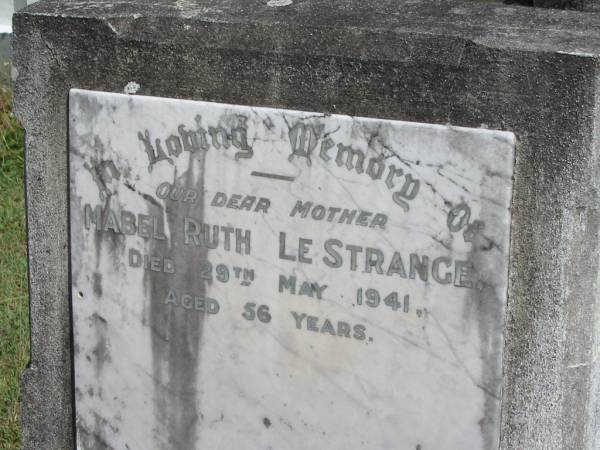 In Loving Memory Of
OUR DEAR MOTHER
MABEL RUTH LE STRANGE,
DIED 29TH MAY 1941,
AGED 56 YEARS.